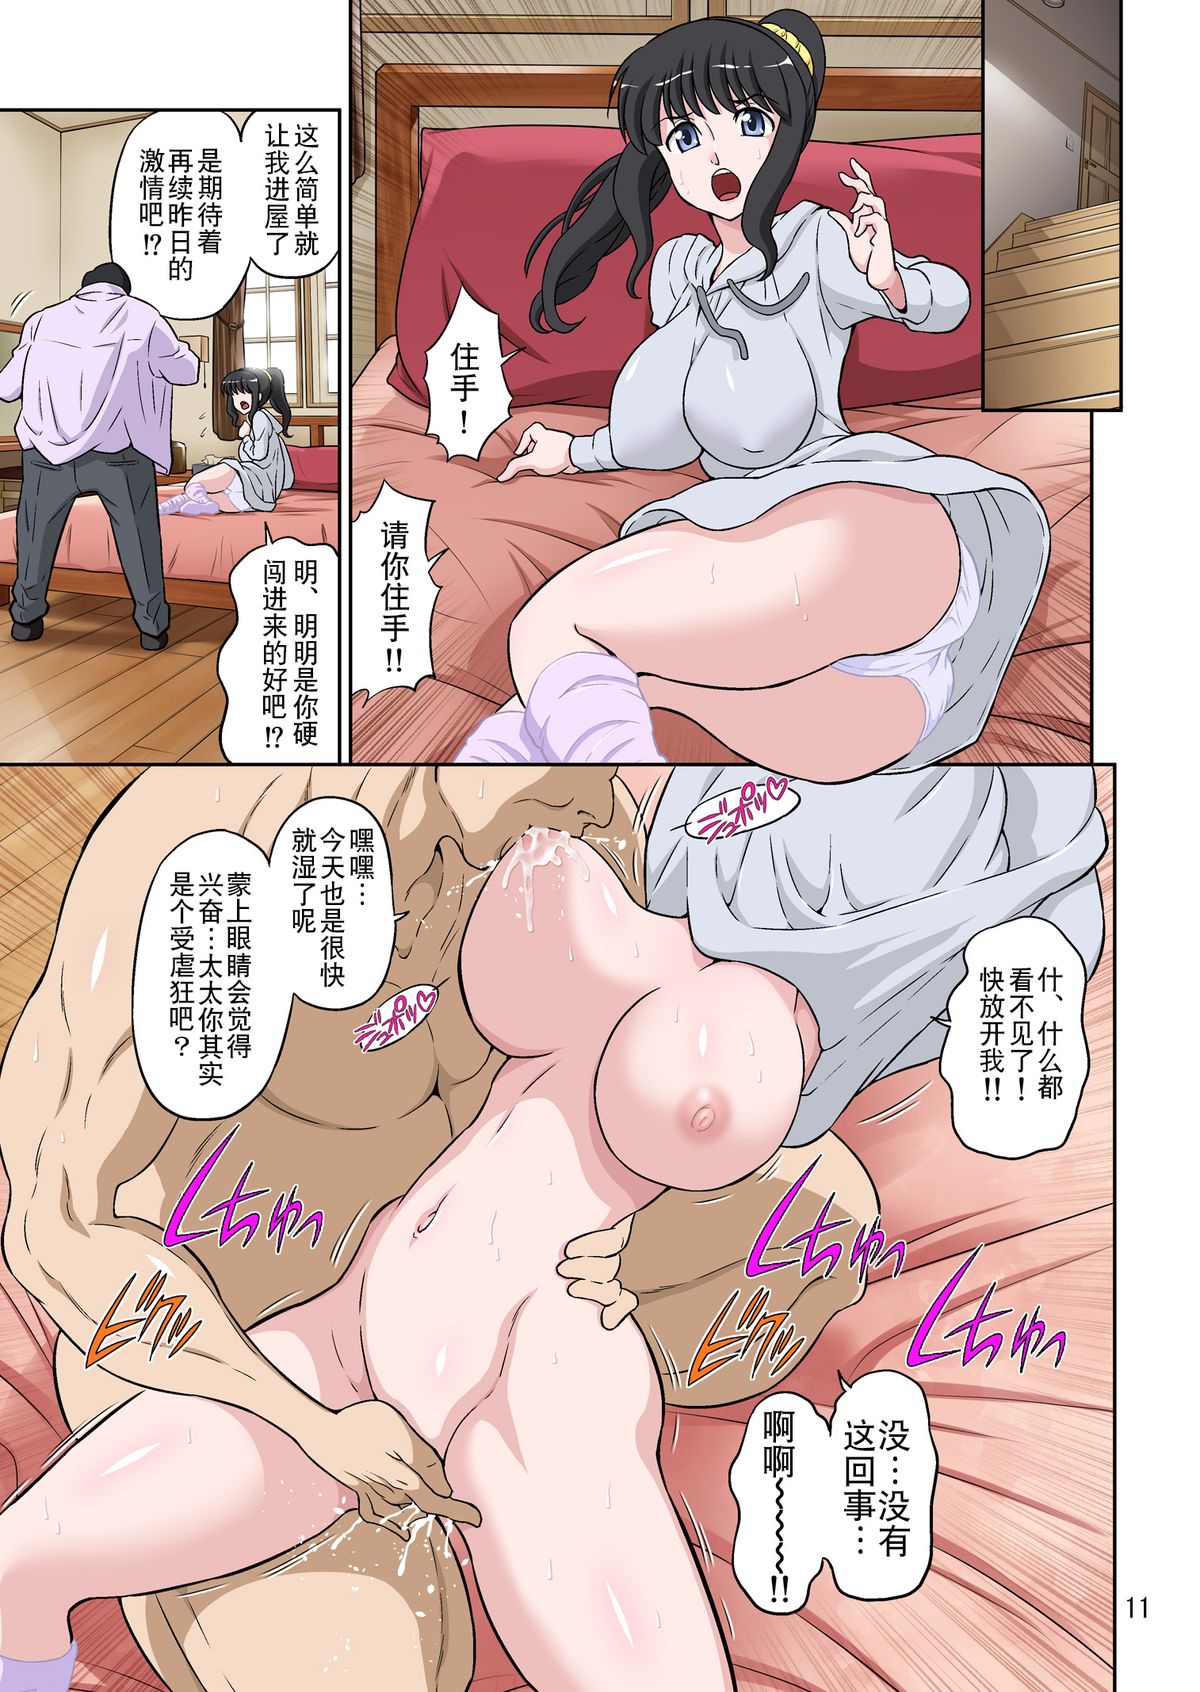 住手！
请你住手!!
这么简单就
让我进屋了
是期待着
再续昨日的
激情吧!?
明、明明是你硬
闯进来的好吧!?
ジュポッ♡
什、什么都
看不见了！
快放开我!!
嘿嘿…
今天也是很快
就湿了呢
蒙上眼睛会觉得
兴奋…太太你其实
是个受虐狂吧？
ジュポッ♡
くちゅっ
くちゅっ
くちゅっ
ビクッ
ビクッ
没…没有
这回事…
啊啊~~~~!!
11